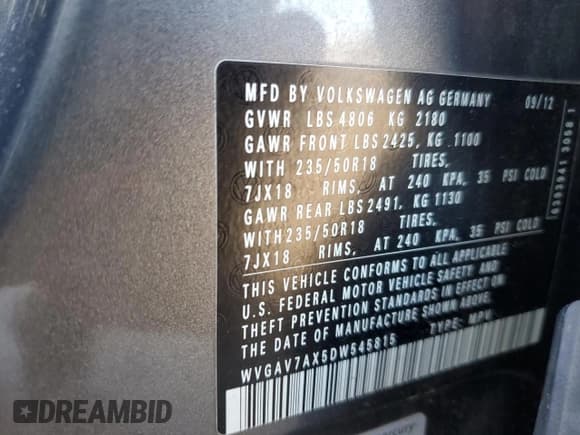 MFD BY VOLKSWAGEN AG GERMANY 09/12
GVWR LBS 4806 KG 2180
GAWR FRONT LBS 2425, KG .1100
WITH 235/50R18 TIRES,
7JX18 RIMS, AT 240 KPA, 35 PSI COLD
GAWR REAR LBS 2491, KG 1130
WITH 235/50R18 TIRES,
7JX18 RIMS, AT 240 KPA, 35 PSI COLD.
THIS VEHICLE CONFORMS TO ALL APPLICABLE
U.S. FEDERAL MOTOR VEHICLE SAFETY AND
THEFT PREVENTION STANDARDS IN EFFECT ON
THE DATE OF MANUFACTURE SHOWN ABOVE.
WVGAV7AX5DW545815 TYPE: MPV
DREAMBID